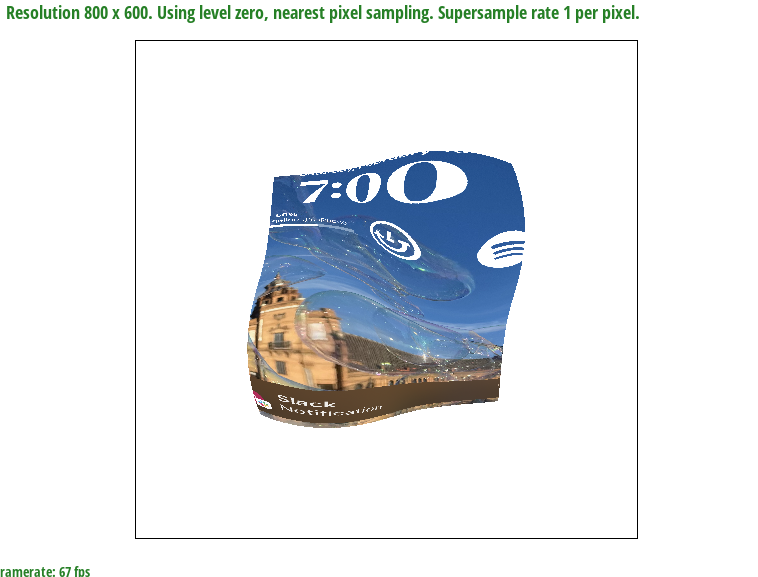 Resolution 800 x 600. Using level zero, nearest pixel sampling. Supersample rate 1 per pixel.
7:00
Slack
Notification
ramerate: 67 fps